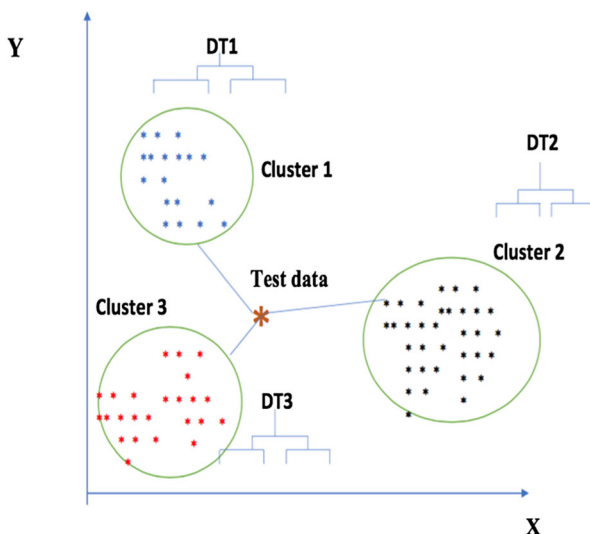 Y
DT1
Cluster 1
DT2
Cluster 2
Test data
Cluster 3
DT3
X